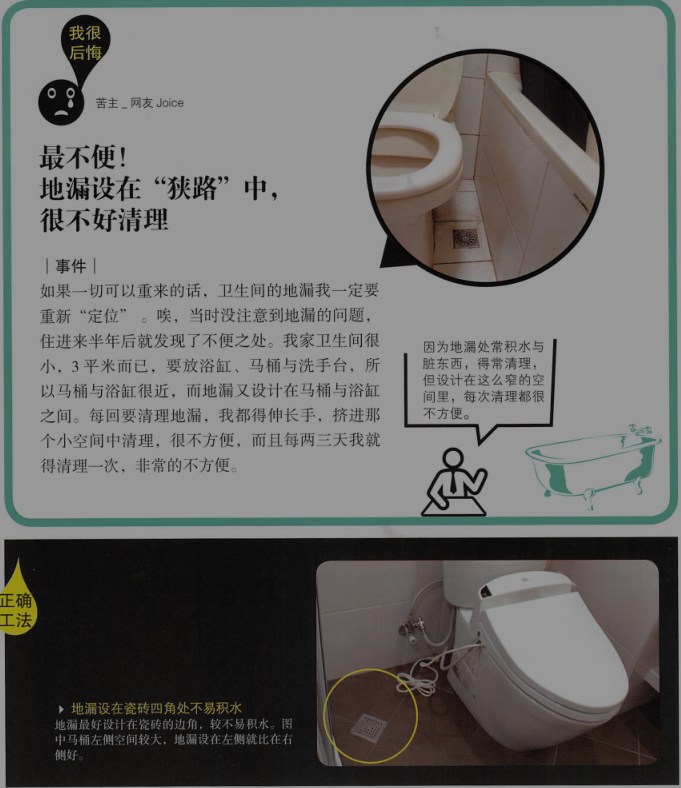 我很
后悔
苦主 _ 网友 Joice
最不便！
地漏设在“狭路”中，
很不好清理
｜事件｜
如果一切可以重来的话，卫生间的地漏我一定要
重新“定位”。唉，当时没注意到地漏的问题，
住进来半年后就发现了不便之处。我家卫生间很
小，3 平米而已，要放浴缸、马桶与洗手台，所
以马桶与浴缸很近，而地漏又设计在马桶与浴缸
之间。每回要清理地漏，我都得伸长手，挤进那
个小空间中清理，很不方便，而且每两三天我就
得清理一次，非常的不方便。
因为地漏处常积水与
脏东西，得常清理，
但设计在这么窄的空
间里，每次清理都很
不方便。
正确
工法
地漏设在瓷砖四角处不易积水
地漏最好设计在瓷砖的边角，较不易积水。图
中马桶左侧空间较大，地漏设在左侧就比在右
侧好。